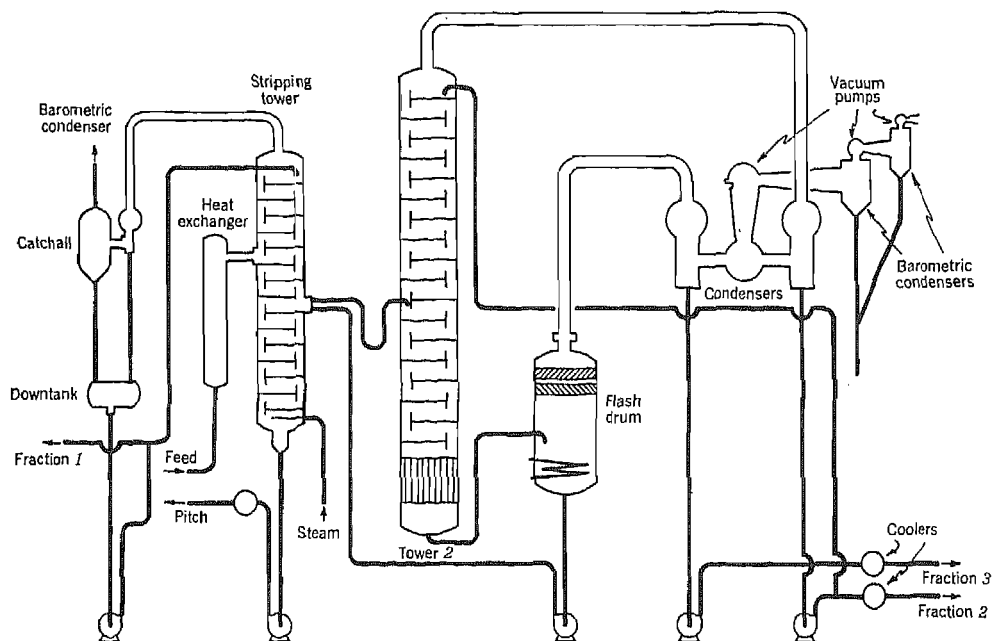 Stripping
tower
Barometric
condenser
Vacuum
pumps
Heat
exchanger
Catchall
Barometric
condensers
Condensers
Downtank
Flash
drum
Fraction 1
Feed
Pitch
Steam
Tower 2
Coolers
Fraction 3
Fraction 2